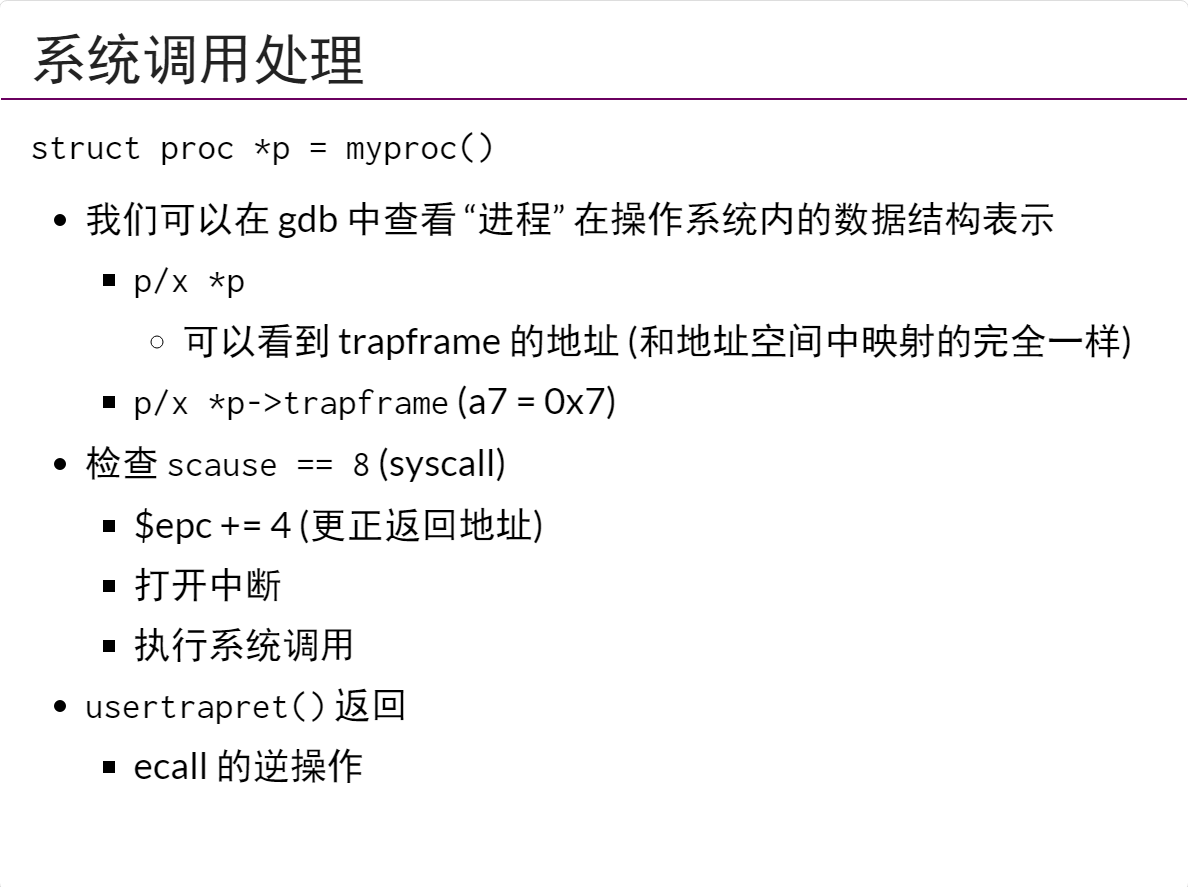 系统调用处理
struct proc *p = myproc()
我们可以在 gdb 中查看 “进程” 在操作系统内的数据结构表示
p/x *p
可以看到 trapframe 的地址 (和地址空间中映射的完全一样)
p/x *p->trapframe (a7 = 0x7)
检查 scause == 8 (syscall)
$epc += 4 (更正返回地址)
打开中断
执行系统调用
usertrapret() 返回
ecall 的逆操作